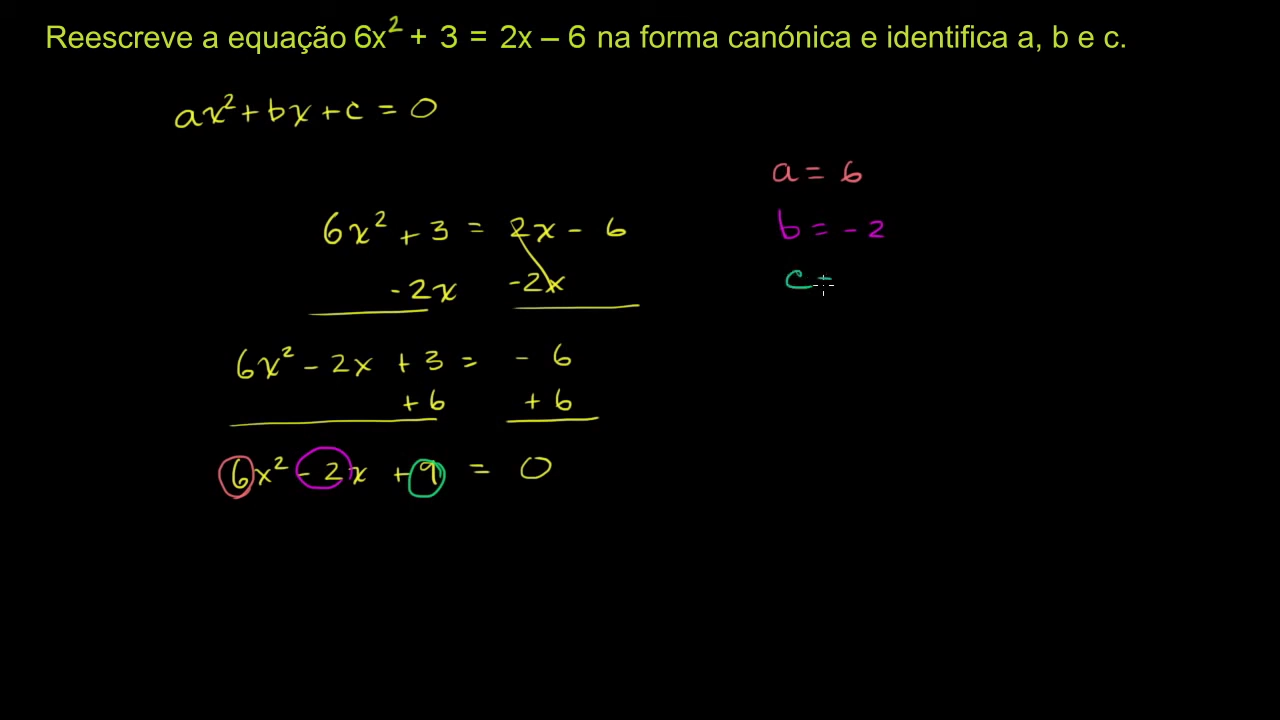 Reescreve a equação 6x² + 3 = 2x – 6 na forma canónica e identifica a, b e c.
ax² + bx + c = 0
a = 6
b = -2
c =
6x² + 3 = 2x - 6
-2x -2x
6x² - 2x + 3 = - 6
+ 6 + 6
6x² - 2x + 9 = 0